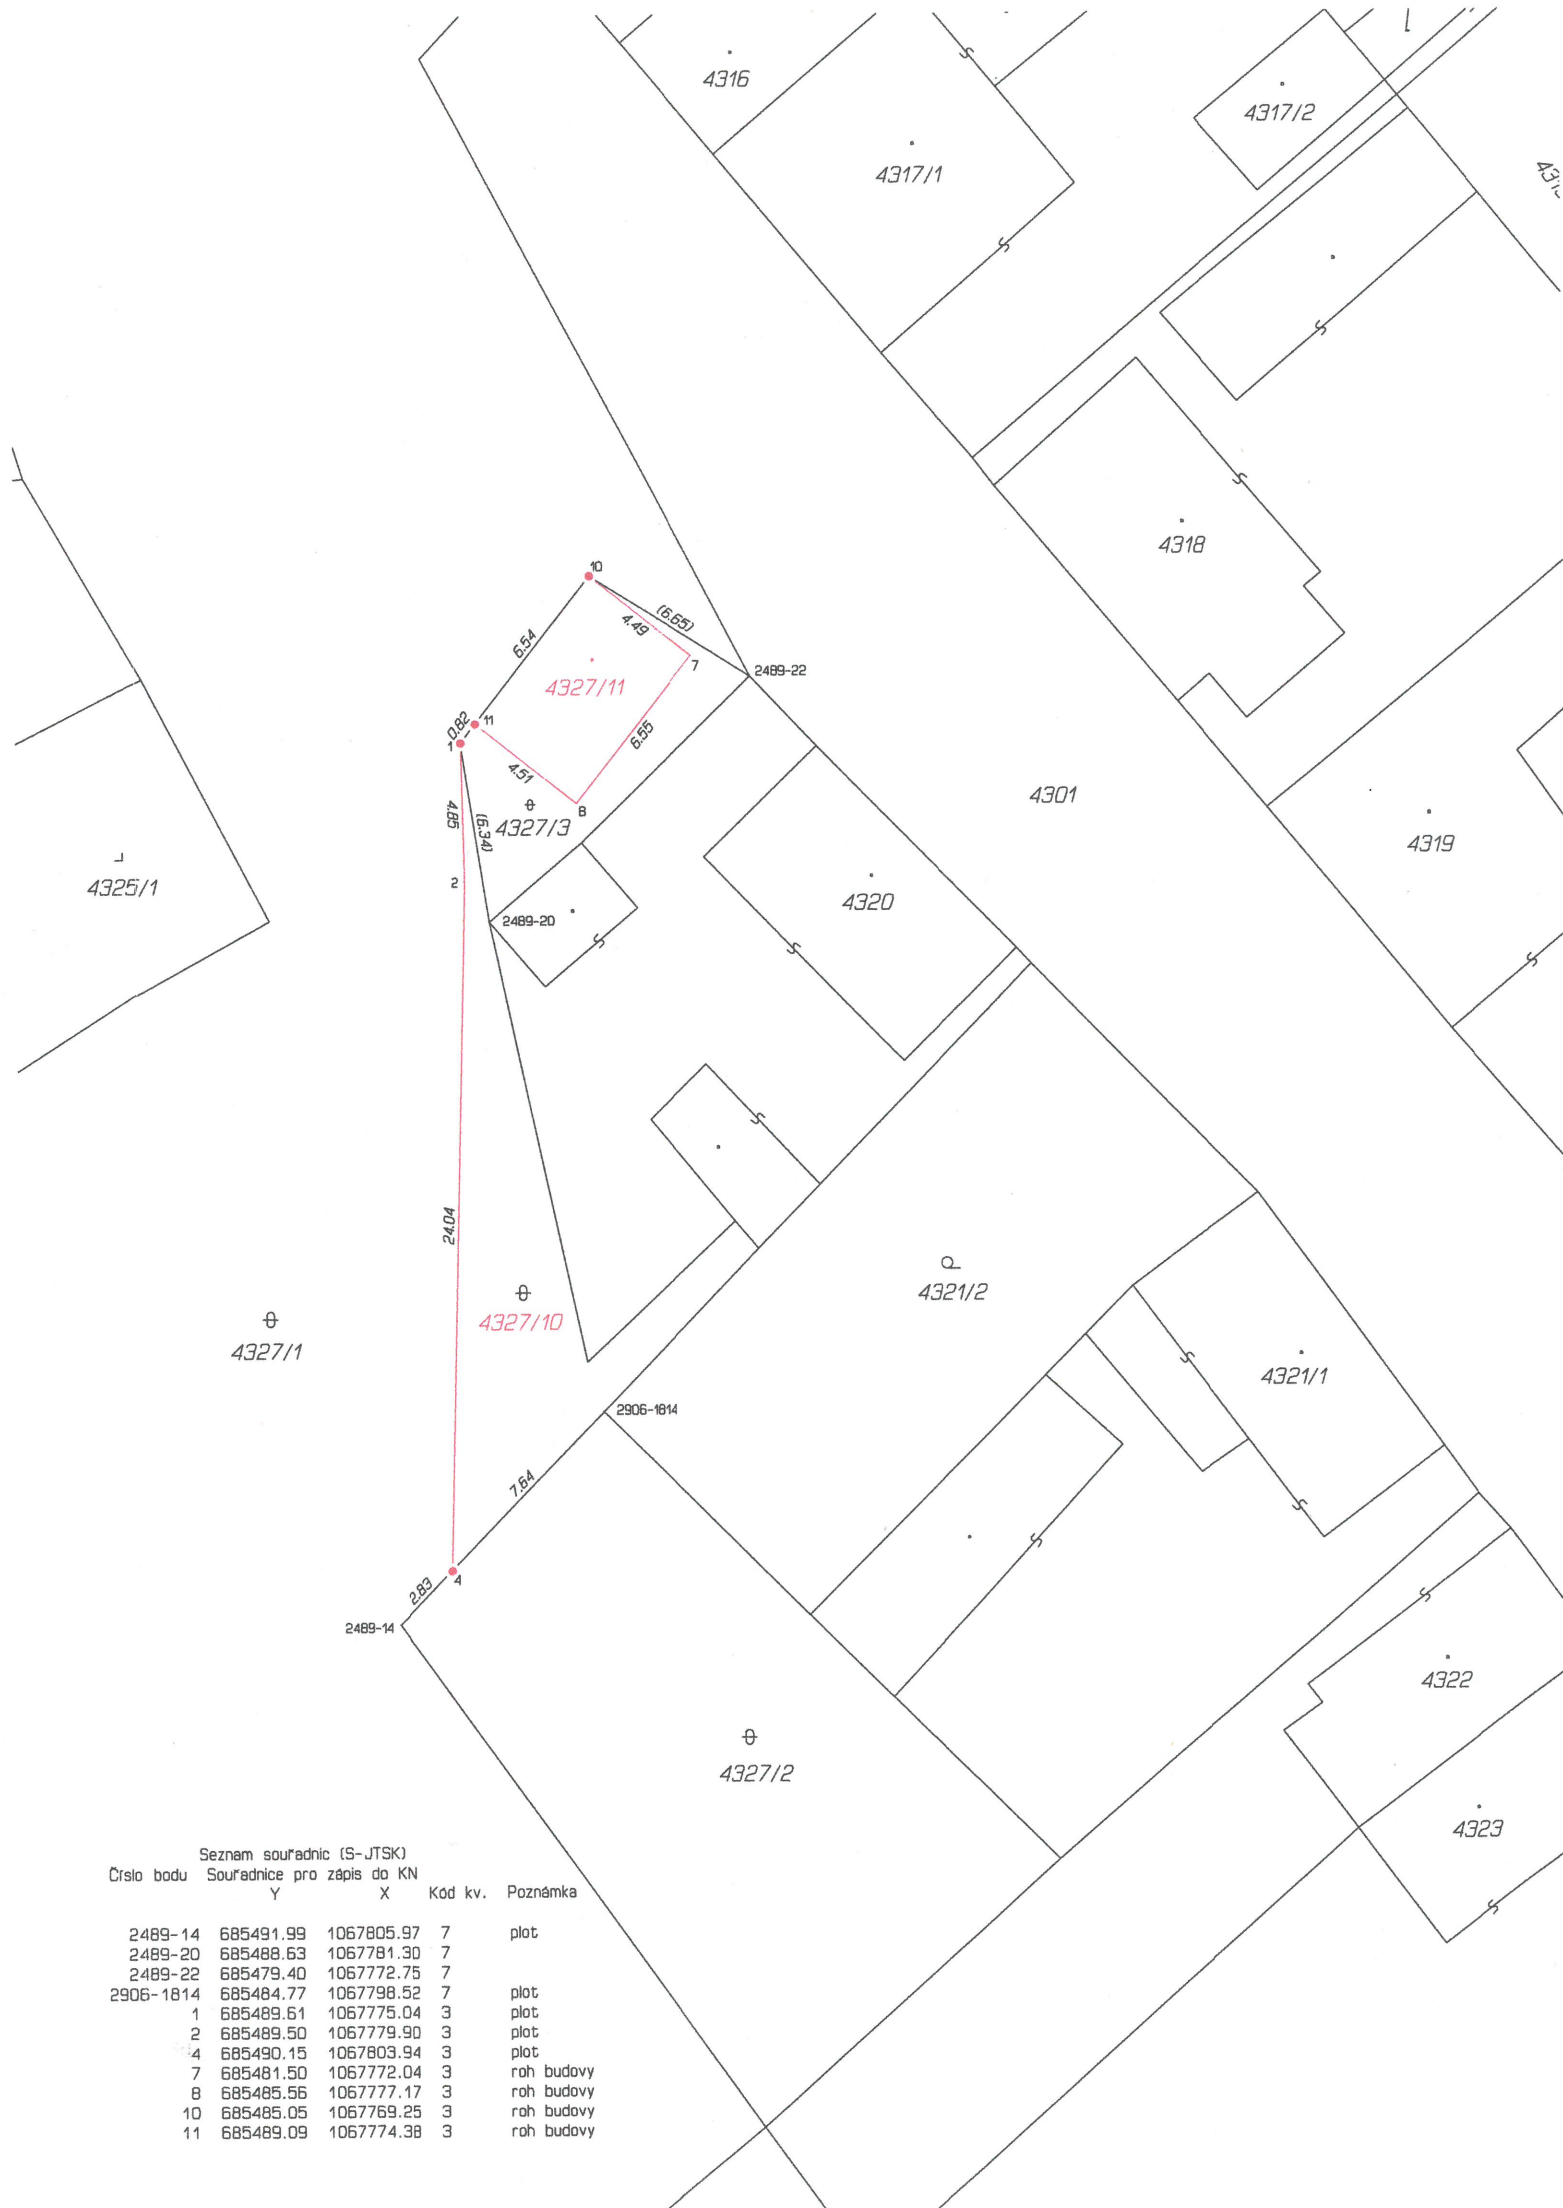 4316
4317/2
4317/1
4318
10
(6.65)
4.49
6.54
7
2489-22
4327/11
11
0.82
1
6.55
4.51
8
4327/3
4.85
(6.34)
2
2489-20
4301
4319
4325/1
4320
24.04
4321/2
4327/10
4327/1
4321/1
2906-1814
7.64
4
2.83
2489-14
4322
4327/2
4323
Seznam souřadnic (S-JTSK)
Číslo bodu Souřadnice pro zápis do KN
Y X Kód kv. Poznámka
2489-14 685491.99 1067805.97 7 plot
2489-20 685488.63 1067781.30 7
2489-22 685479.40 1067772.75 7
2906-1814 685484.77 1067798.52 7 plot
1 685489.61 1067775.04 3 plot
2 685489.50 1067779.90 3 plot
4 685490.15 1067803.94 3 plot
7 685481.50 1067772.04 3 roh budovy
8 685485.56 1067777.17 3 roh budovy
10 685485.05 1067769.25 3 roh budovy
11 685489.09 1067774.38 3 roh budovy